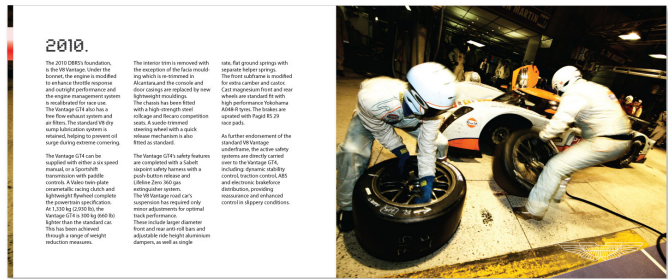 2010.
The 2010 DBRS's foundation,
is the V8 Vantage. Under the
bonnet, the engine is modified
to enhance throttle response
and outright performance and
the engine management system
is recalibrated for race use.
The Vantage GT4 also has a
free flow exhaust system and
air filters. The standard V8 dry
sump lubrication system is
retained, helping to prevent oil
surge during extreme cornering.
The Vantage GT4 can be
supplied with either a six speed
manual, or a Sportshift
transmission with paddle
controls. A Valeo twin-plate
cerametallic racing clutch and
lightweight flywheel complete
the powertrain specification.
At 1,330 kg (2,930 lb), the
Vantage GT4 is 300 kg (660 lb)
lighter than the standard car.
This has been achieved
through a range of weight
reduction measures.
The interior trim is removed with
the exception of the facia mould-
ing which is re-trimmed in
Alcantara,and the console and
door casings are replaced by new
lightweight mouldings.
The chassis has been fitted
with a high-strength steel
rollcage and Recaro competition
seats. A suede-trimmed
steering wheel with a quick
release mechanism is also
fitted as standard.
The Vantage GT4's safety features
are completed with a Sabelt
sixpoint safety harness with a
push-button release and
Lifeline Zero 360 gas
extinguisher system.
The V8 Vantage road car's
suspension has required only
minor adjustments for optimal
track performance.
These include larger diameter
front and rear anti-roll bars and
adjustable ride height aluminium
dampers, as well as single
rate, flat ground springs with
separate helper springs.
The front subframe is modified
for extra camber and castor.
Cast magnesium front and rear
wheels are standard fit with
high performance Yokohama
A048-R tyres. The brakes are
uprated with Pagid RS 29
race pads.
As further endorsement of the
standard V8 Vantage
underframe, the active safety
systems are directly carried
over to the Vantage GT4,
including: dynamic stability
control, traction control, ABS
and electronic brakeforce
distribution, providing
reassurance and enhanced
control in slippery conditions.
MARTINI